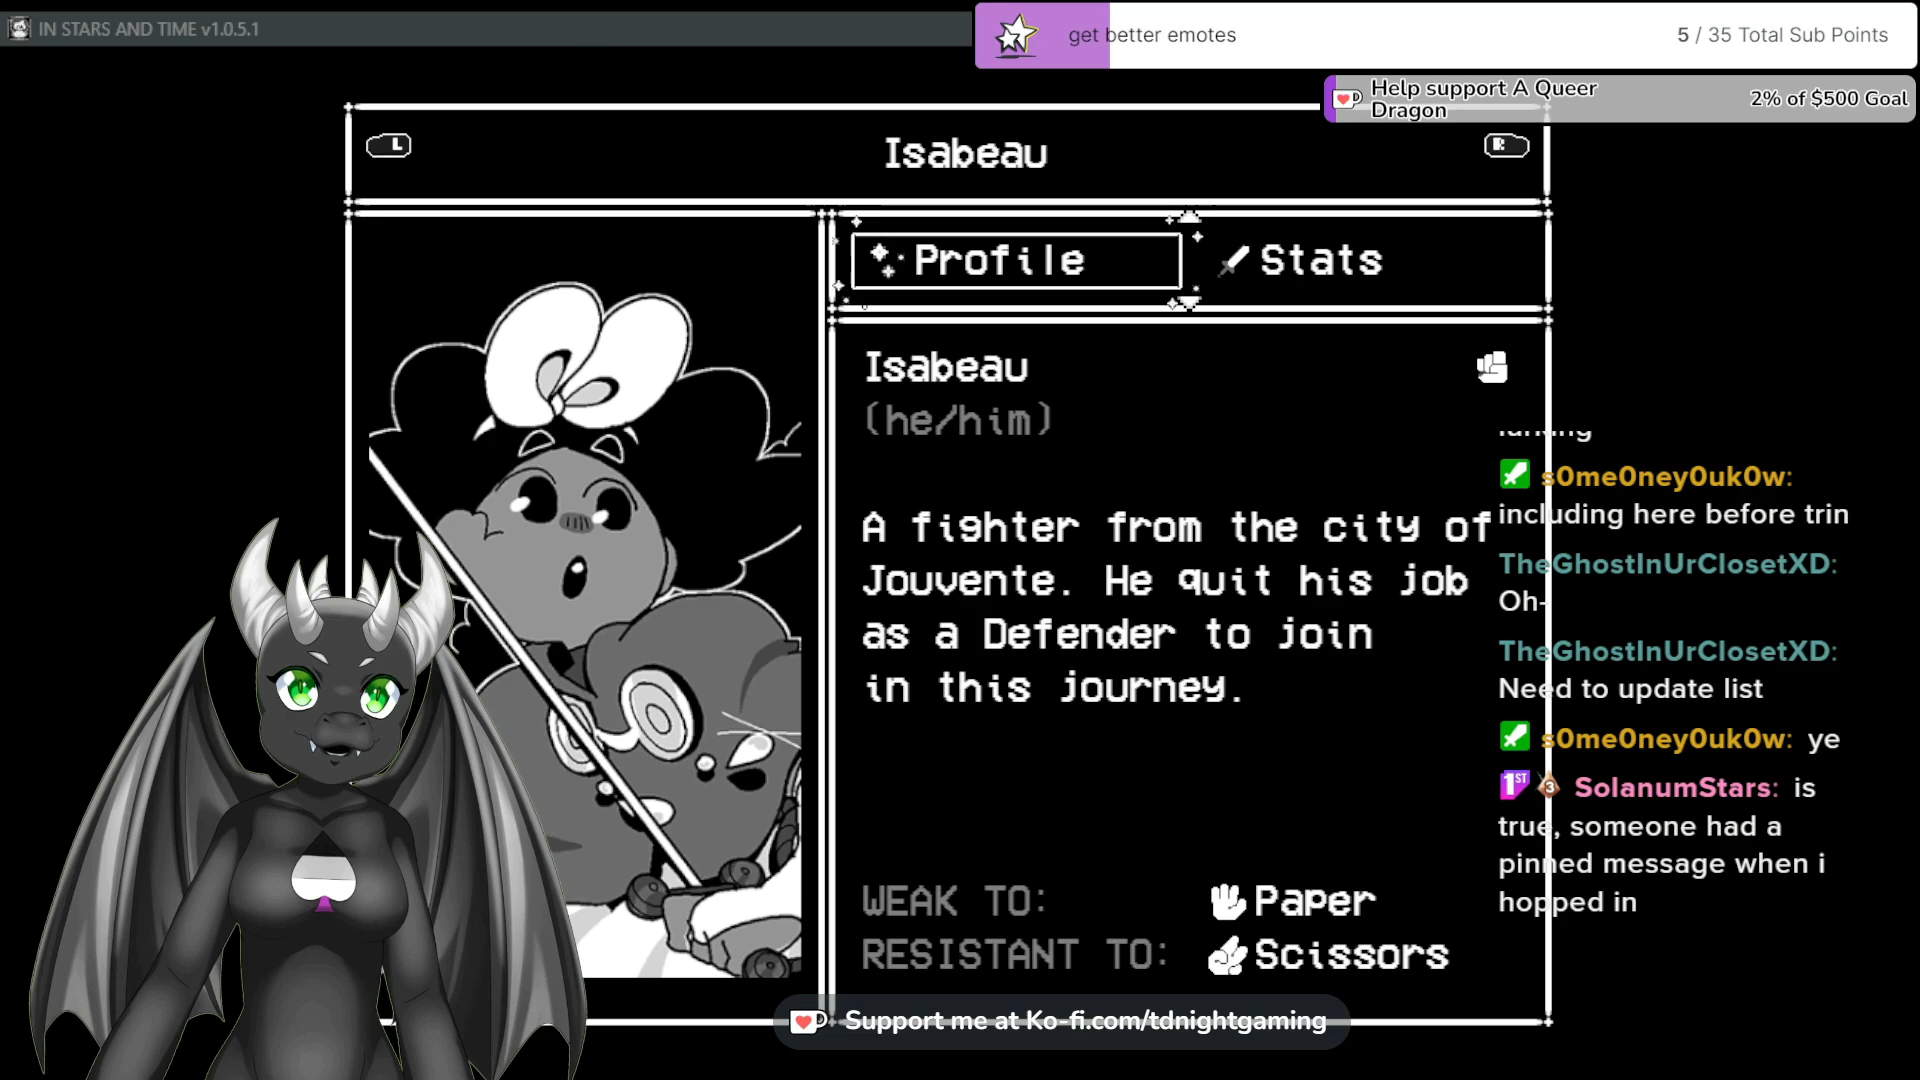 IN STARS AND TIME v1.0.5.1
get better emotes
5 / 35 Total Sub Points
Help support A Queer
Dragon
2% of $500 Goal
L
Isabeau
R
Profile
Stats
Isabeau
(he/him)
A fighter from the city of
Jouvente. He quit his job
as a Defender to join
in this journey.
WEAK TO: Paper
RESISTANT TO: Scissors
s0me0ney0uk0w:
including here before trin
TheGhostInUrClosetXD:
Oh-
TheGhostInUrClosetXD:
Need to update list
s0me0ney0uk0w: ye
1ST 3 SolanumStars: is
true, someone had a
pinned message when i
hopped in
Support me at Ko-fi.com/tdnightgaming